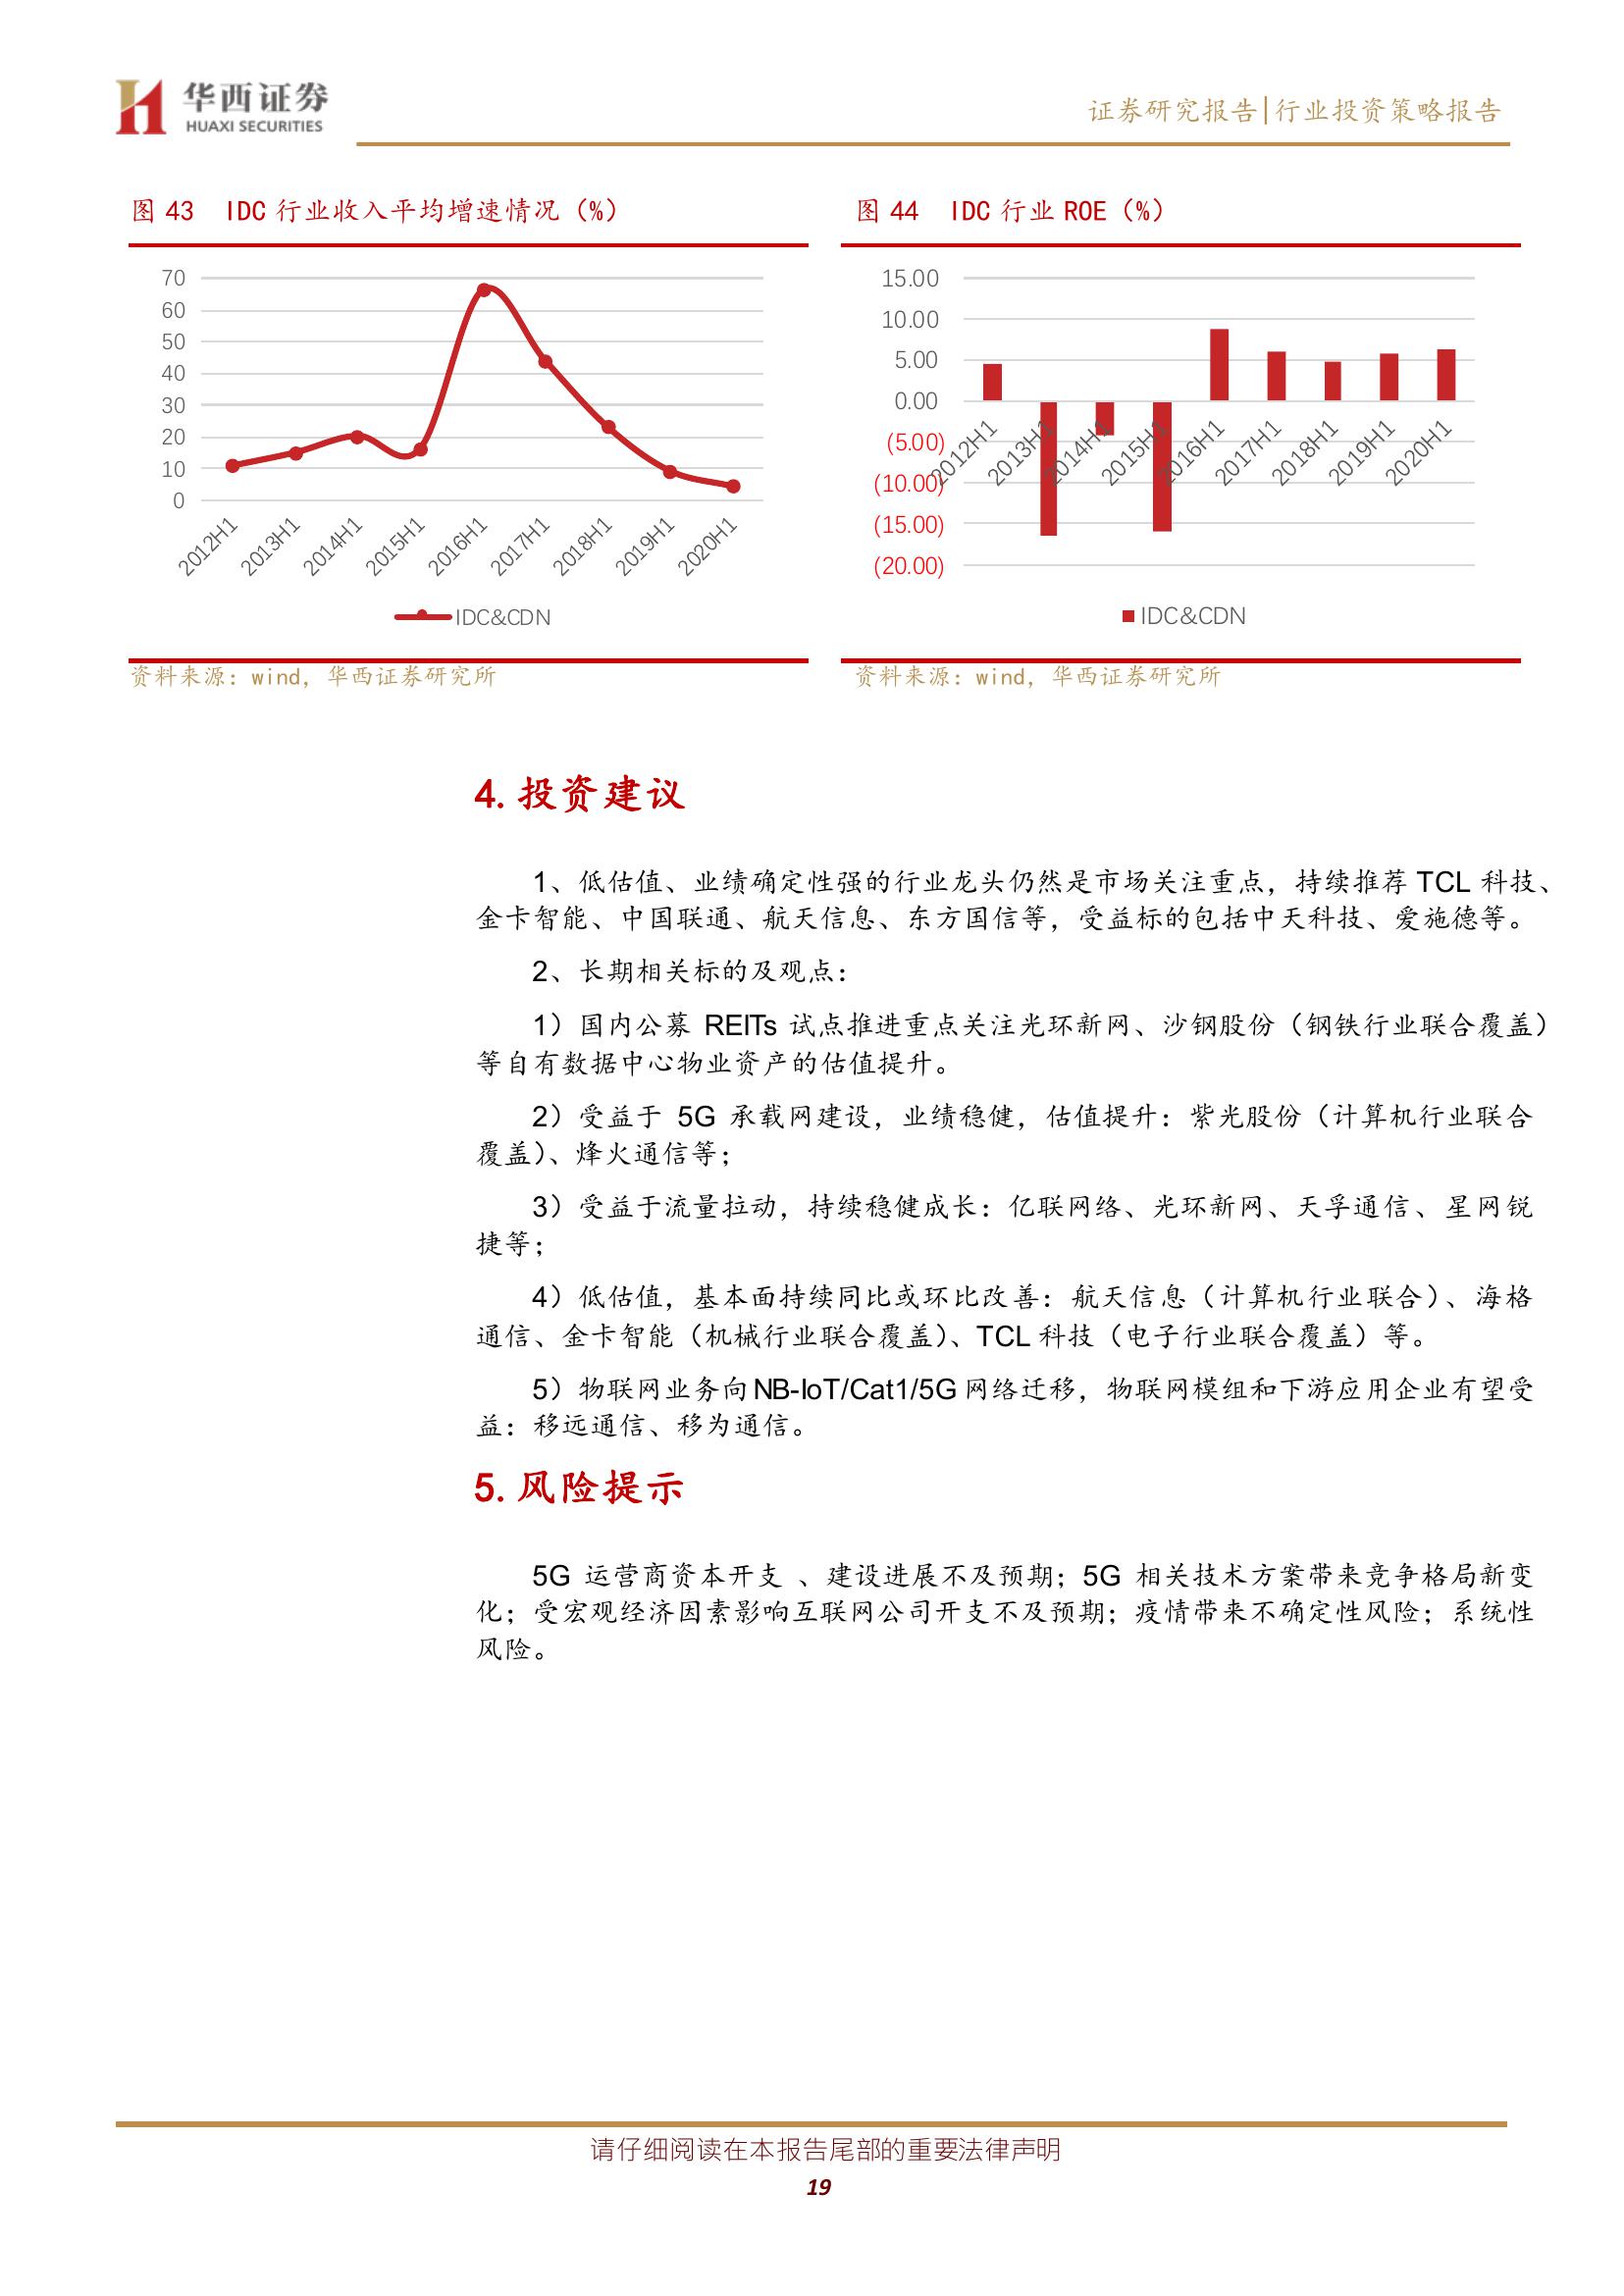 华西证券
HUAXI SECURITIES
证券研究报告|行业投资策略报告
图 43 IDC 行业收入平均增速情况（%）
70
60
50
40
30
20
10
0
2012H1
2013H1
2014H1
2015H1
2016H1
2017H1
2018H1
2019H1
2020H1
IDC&CDN
资料来源：wind，华西证券研究所
图 44 IDC 行业 ROE（%）
15.00
10.00
5.00
0.00
(5.00)
(10.00)
(15.00)
(20.00)
2012H1
2013H1
2014H1
2015H1
2016H1
2017H1
2018H1
2019H1
2020H1
IDC&CDN
资料来源：wind，华西证券研究所
4. 投资建议
1、低估值、业绩确定性强的行业龙头仍然是市场关注重点，持续推荐 TCL 科技、
金卡智能、中国联通、航天信息、东方国信等，受益标的包括中天科技、爱施德等。
2、长期相关标的及观点：
1）国内公募 REITs 试点推进重点关注光环新网、沙钢股份（钢铁行业联合覆盖）
等自有数据中心物业资产的估值提升。
2）受益于 5G 承载网建设，业绩稳健，估值提升：紫光股份（计算机行业联合
覆盖）、烽火通信等；
3）受益于流量拉动，持续稳健成长：亿联网络、光环新网、天孚通信、星网锐
捷等；
4）低估值，基本面持续同比或环比改善：航天信息（计算机行业联合）、海格
通信、金卡智能（机械行业联合覆盖）、TCL 科技（电子行业联合覆盖）等。
5）物联网业务向 NB-IoT/Cat1/5G 网络迁移，物联网模组和下游应用企业有望受
益：移远通信、移为通信。
5. 风险提示
5G 运营商资本开支 、建设进展不及预期；5G 相关技术方案带来竞争格局新变
化；受宏观经济因素影响互联网公司开支不及预期；疫情带来不确定性风险；系统性
风险。
请仔细阅读在本报告尾部的重要法律声明
19